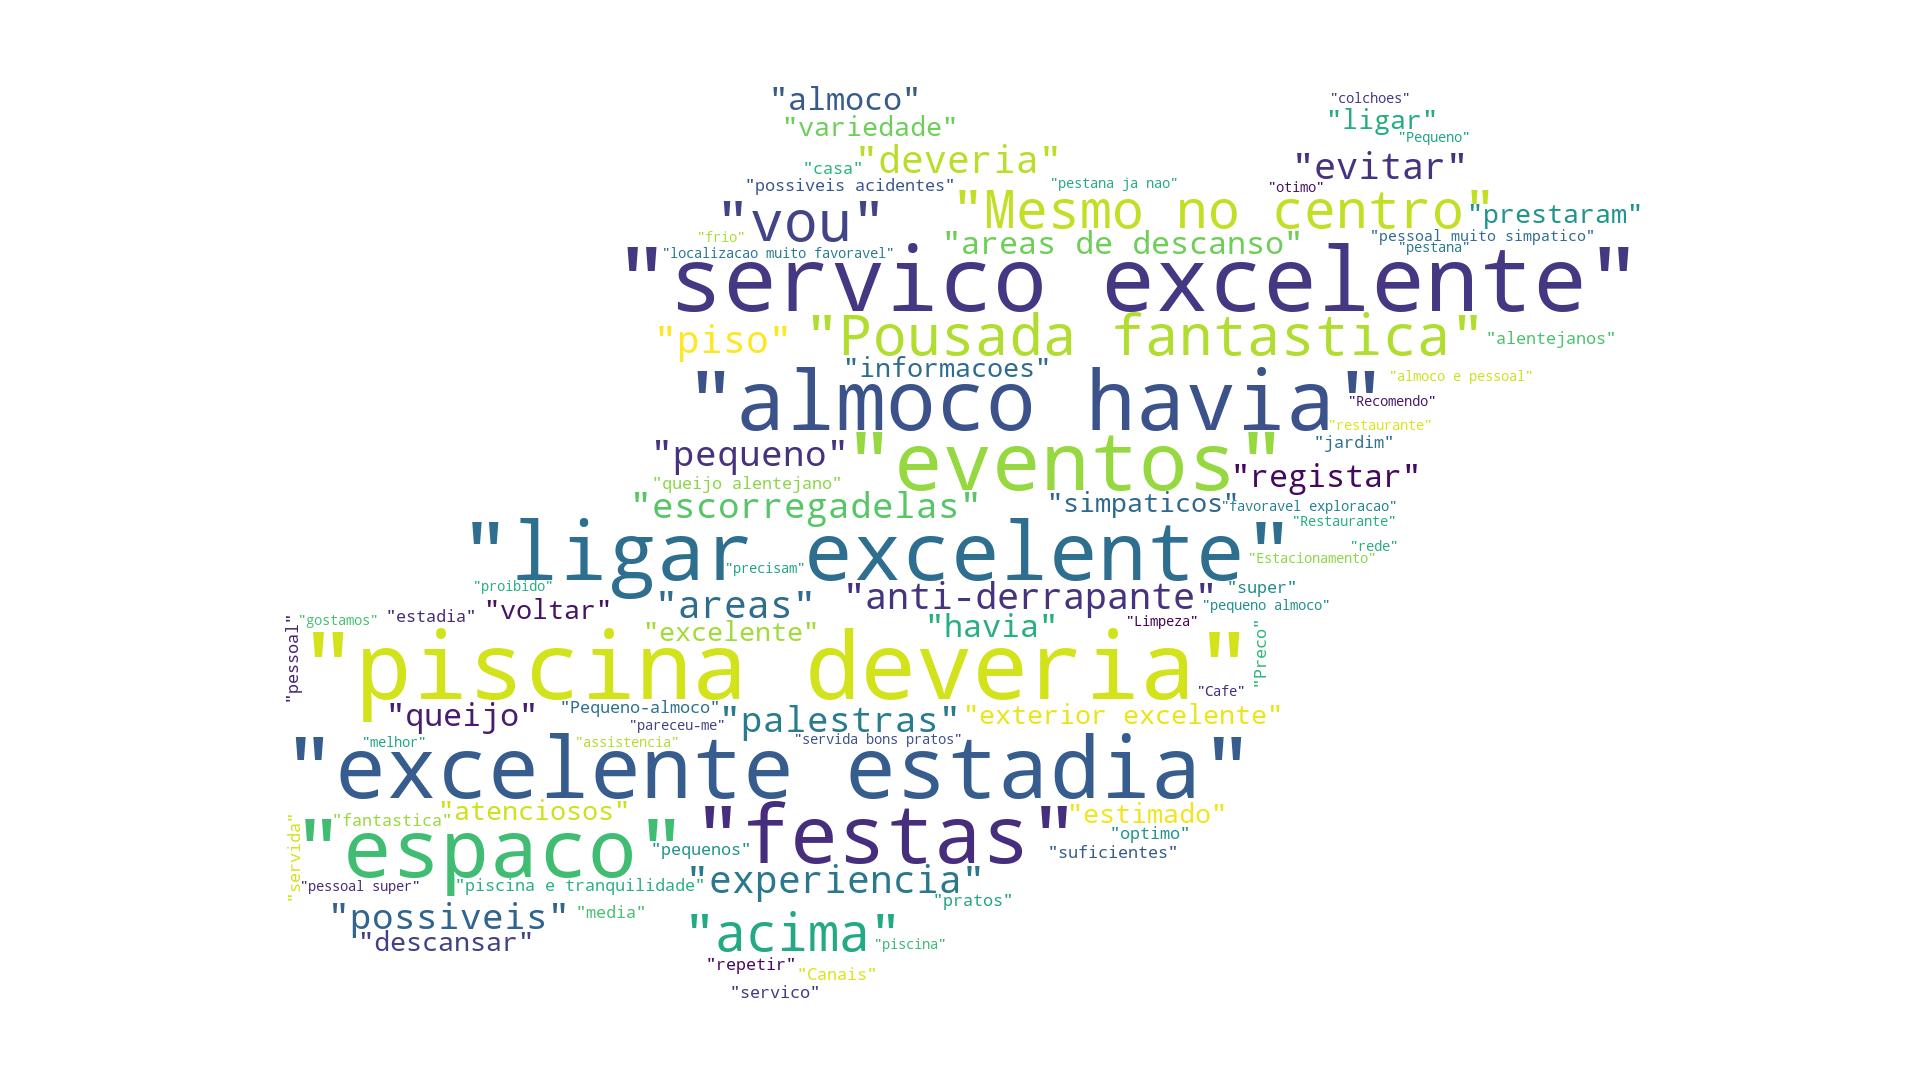 "almoco"
"colchoes"
"variedade"
"ligar"
"Pequeno"
"deveria"
"casa"
"evitar"
"possiveis acidentes"
"pestana ja nao"
"otimo"
"vou"
"Mesmo no centro"
"prestaram"
"frio"
"areas de descanso"
"pessoal muito simpatico"
"pestana"
"localizacao muito favoravel"
"servico excelente"
"piso"
"Pousada fantastica"
"alentejanos"
"informacoes"
"almoco e pessoal"
"almoco havia"
"Recomendo"
"restaurante"
"jardim"
"pequeno"
"eventos"
"registar"
"queijo alentejano"
"escorregadelas"
"simpaticos"
"favoravel exploracao"
"Restaurante"
"ligar excelente"
"rede"
"Estacionamento"
"precisam"
"proibido"
"super"
"voltar"
"areas"
"anti-derrapante"
"pequeno almoco"
"gostamos"
"estadia"
"pessoal"
"excelente"
"havia"
"Limpeza"
"Preco"
"piscina deveria"
"Cafe"
"queijo"
"Pequeno-almoco"
"pareceu-me"
"palestras"
"exterior excelente"
"melhor"
"assistencia"
"servida bons pratos"
"excelente estadia"
"atenciosos"
"fantastica"
"servida"
"espaco"
"festas"
"estimado"
"optimo"
"pequenos"
"suficientes"
"pessoal super"
"piscina e tranquilidade"
"experiencia"
"pratos"
"possiveis"
"media"
"acima"
"descansar"
"piscina"
"repetir"
"Canais"
"servico"